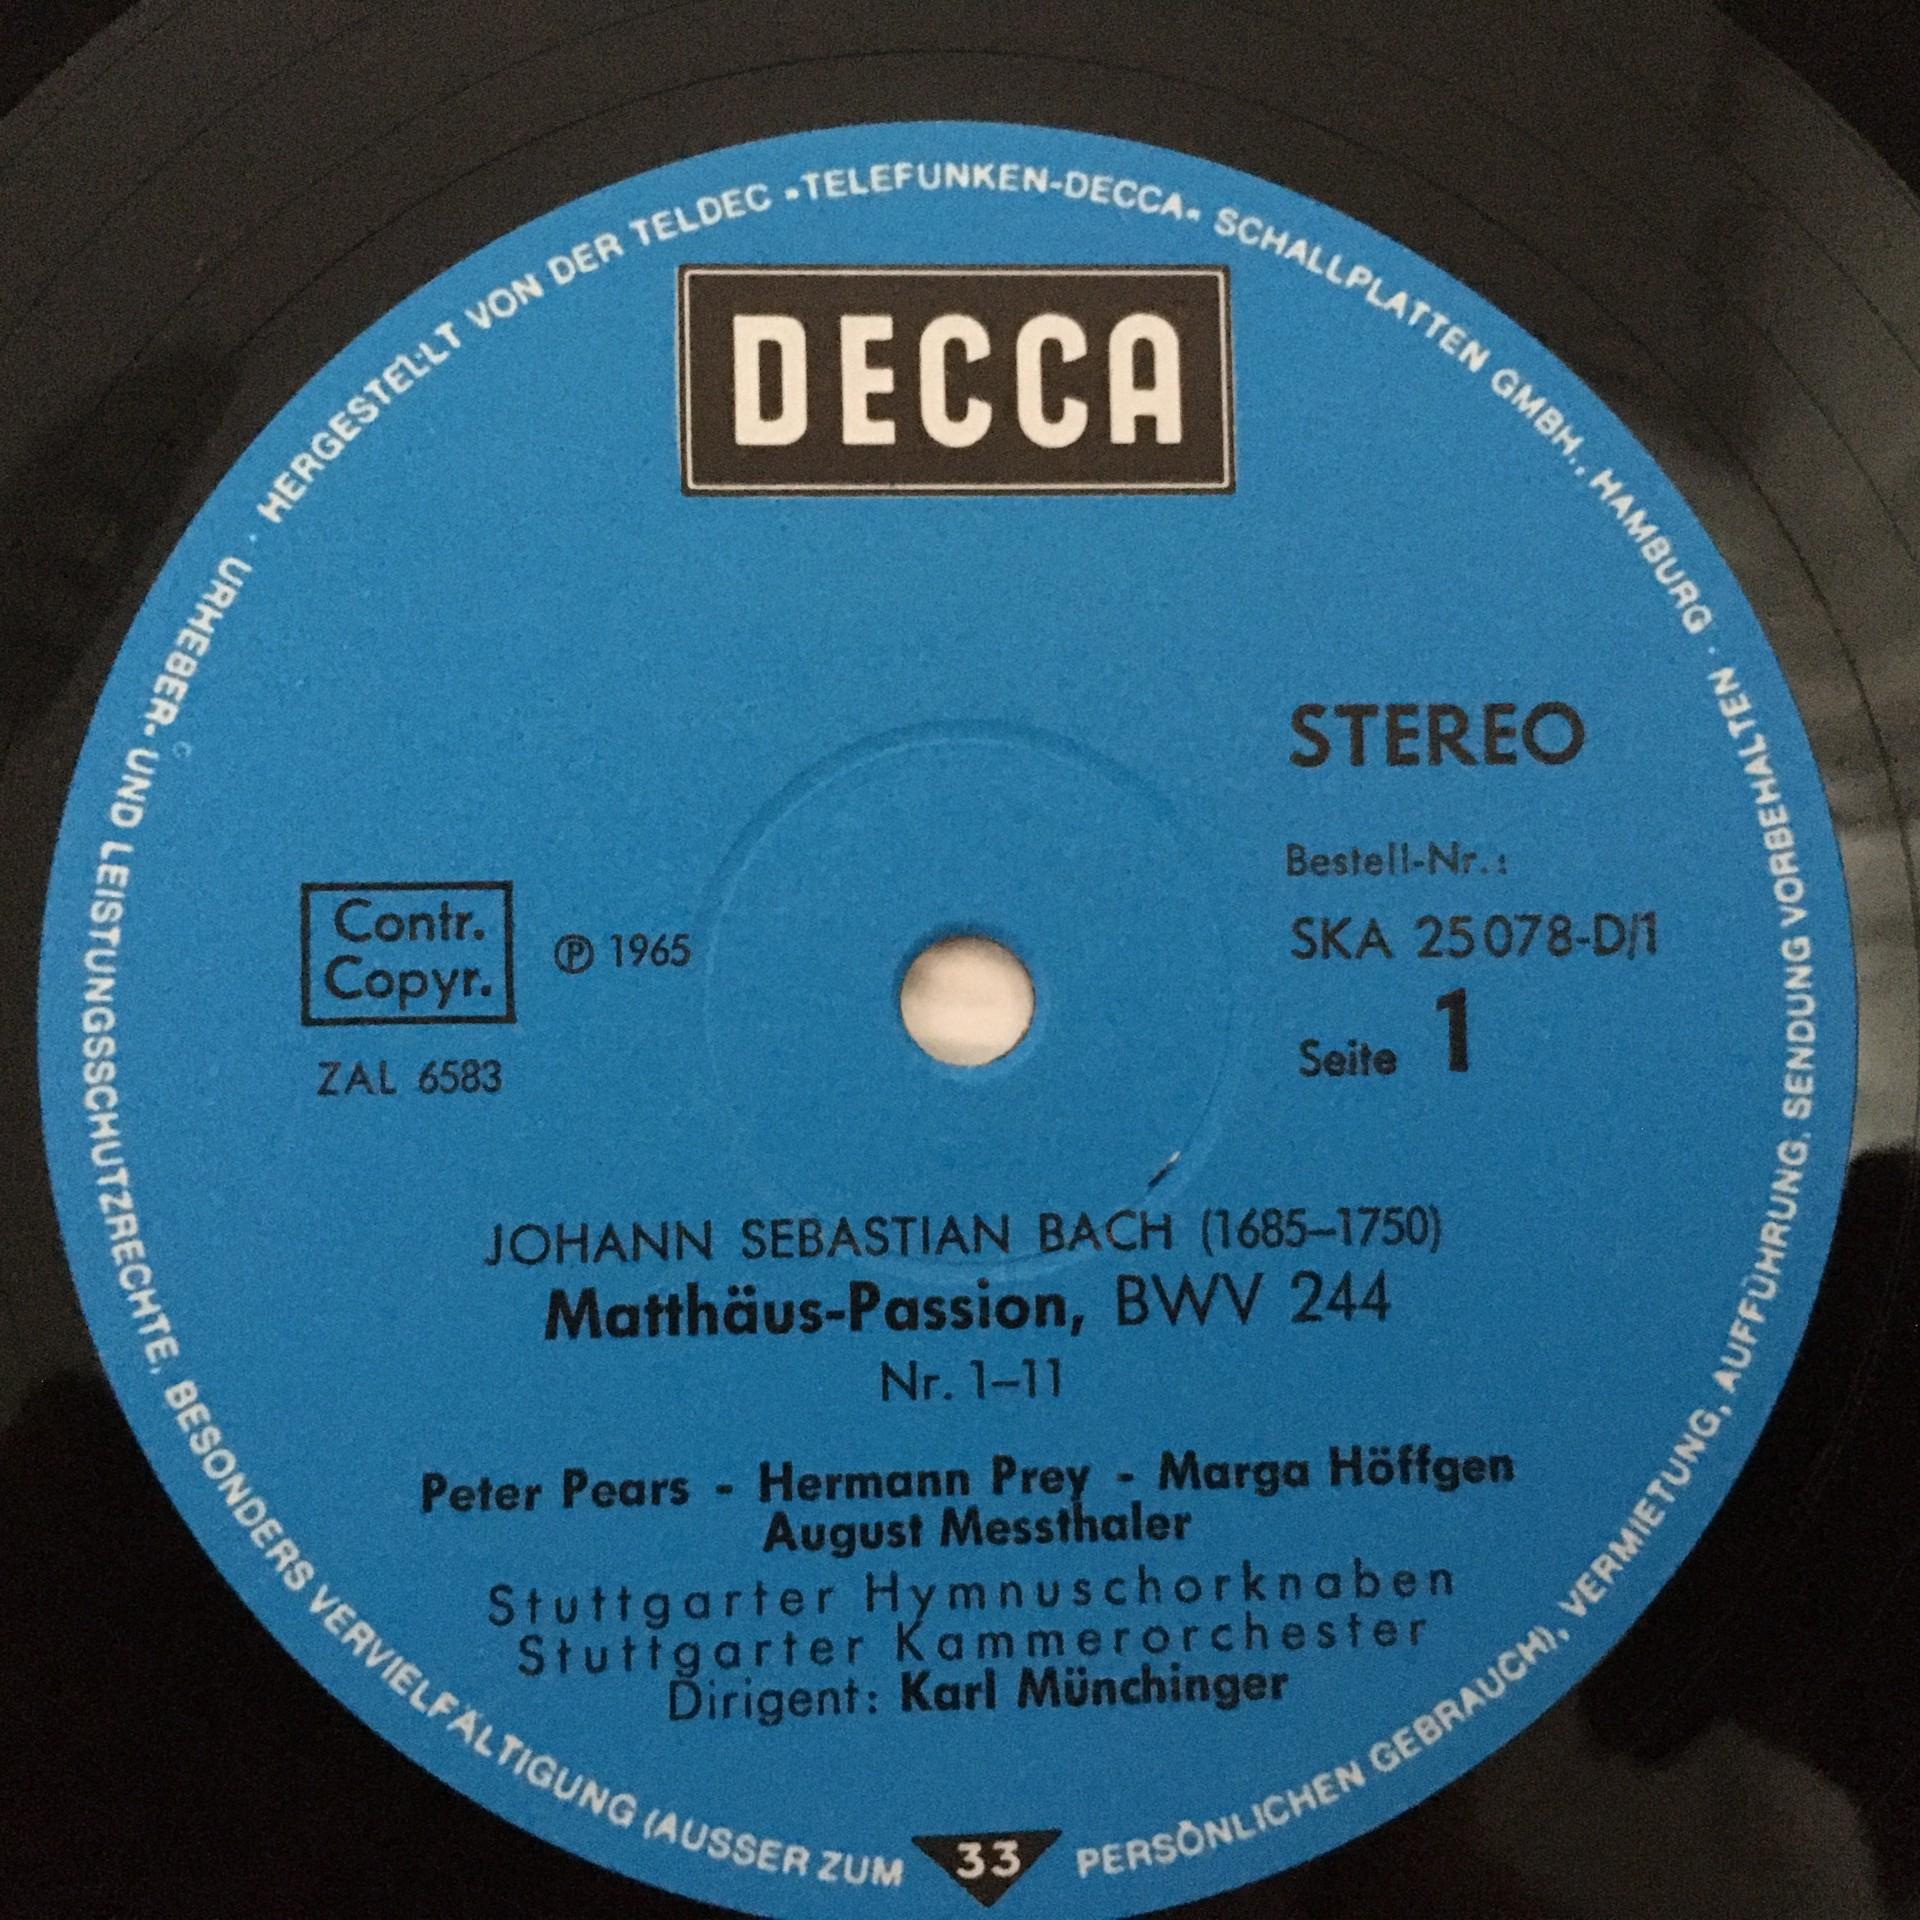 HERGESTELLT VON DER TELDEC •TELEFUNKEN-DECCA• SCHALLPLATTEN GMBH., HAMBURG · URHEBER- UND LEISTUNGSSCHUTZRECHTE, BESONDERS VERVIELFÄLTIGUNG (AUSSER ZUM PERSÖNLICHEN GEBRAUCH), VERMIETUNG, AUFFÜHRUNG, SENDUNG VORBEHALTEN ·
DECCA
STEREO
Bestell-Nr.:
SKA 25078-D/1
Seite 1
Contr.
Copyr.
℗ 1965
ZAL 6583
JOHANN SEBASTIAN BACH (1685–1750)
Matthäus-Passion, BWV 244
Nr. 1–11
Peter Pears - Hermann Prey - Marga Höffgen
August Messthaler
Stuttgarter Hymnuschorknaben
Stuttgarter Kammerorchester
Dirigent: Karl Münchinger
33